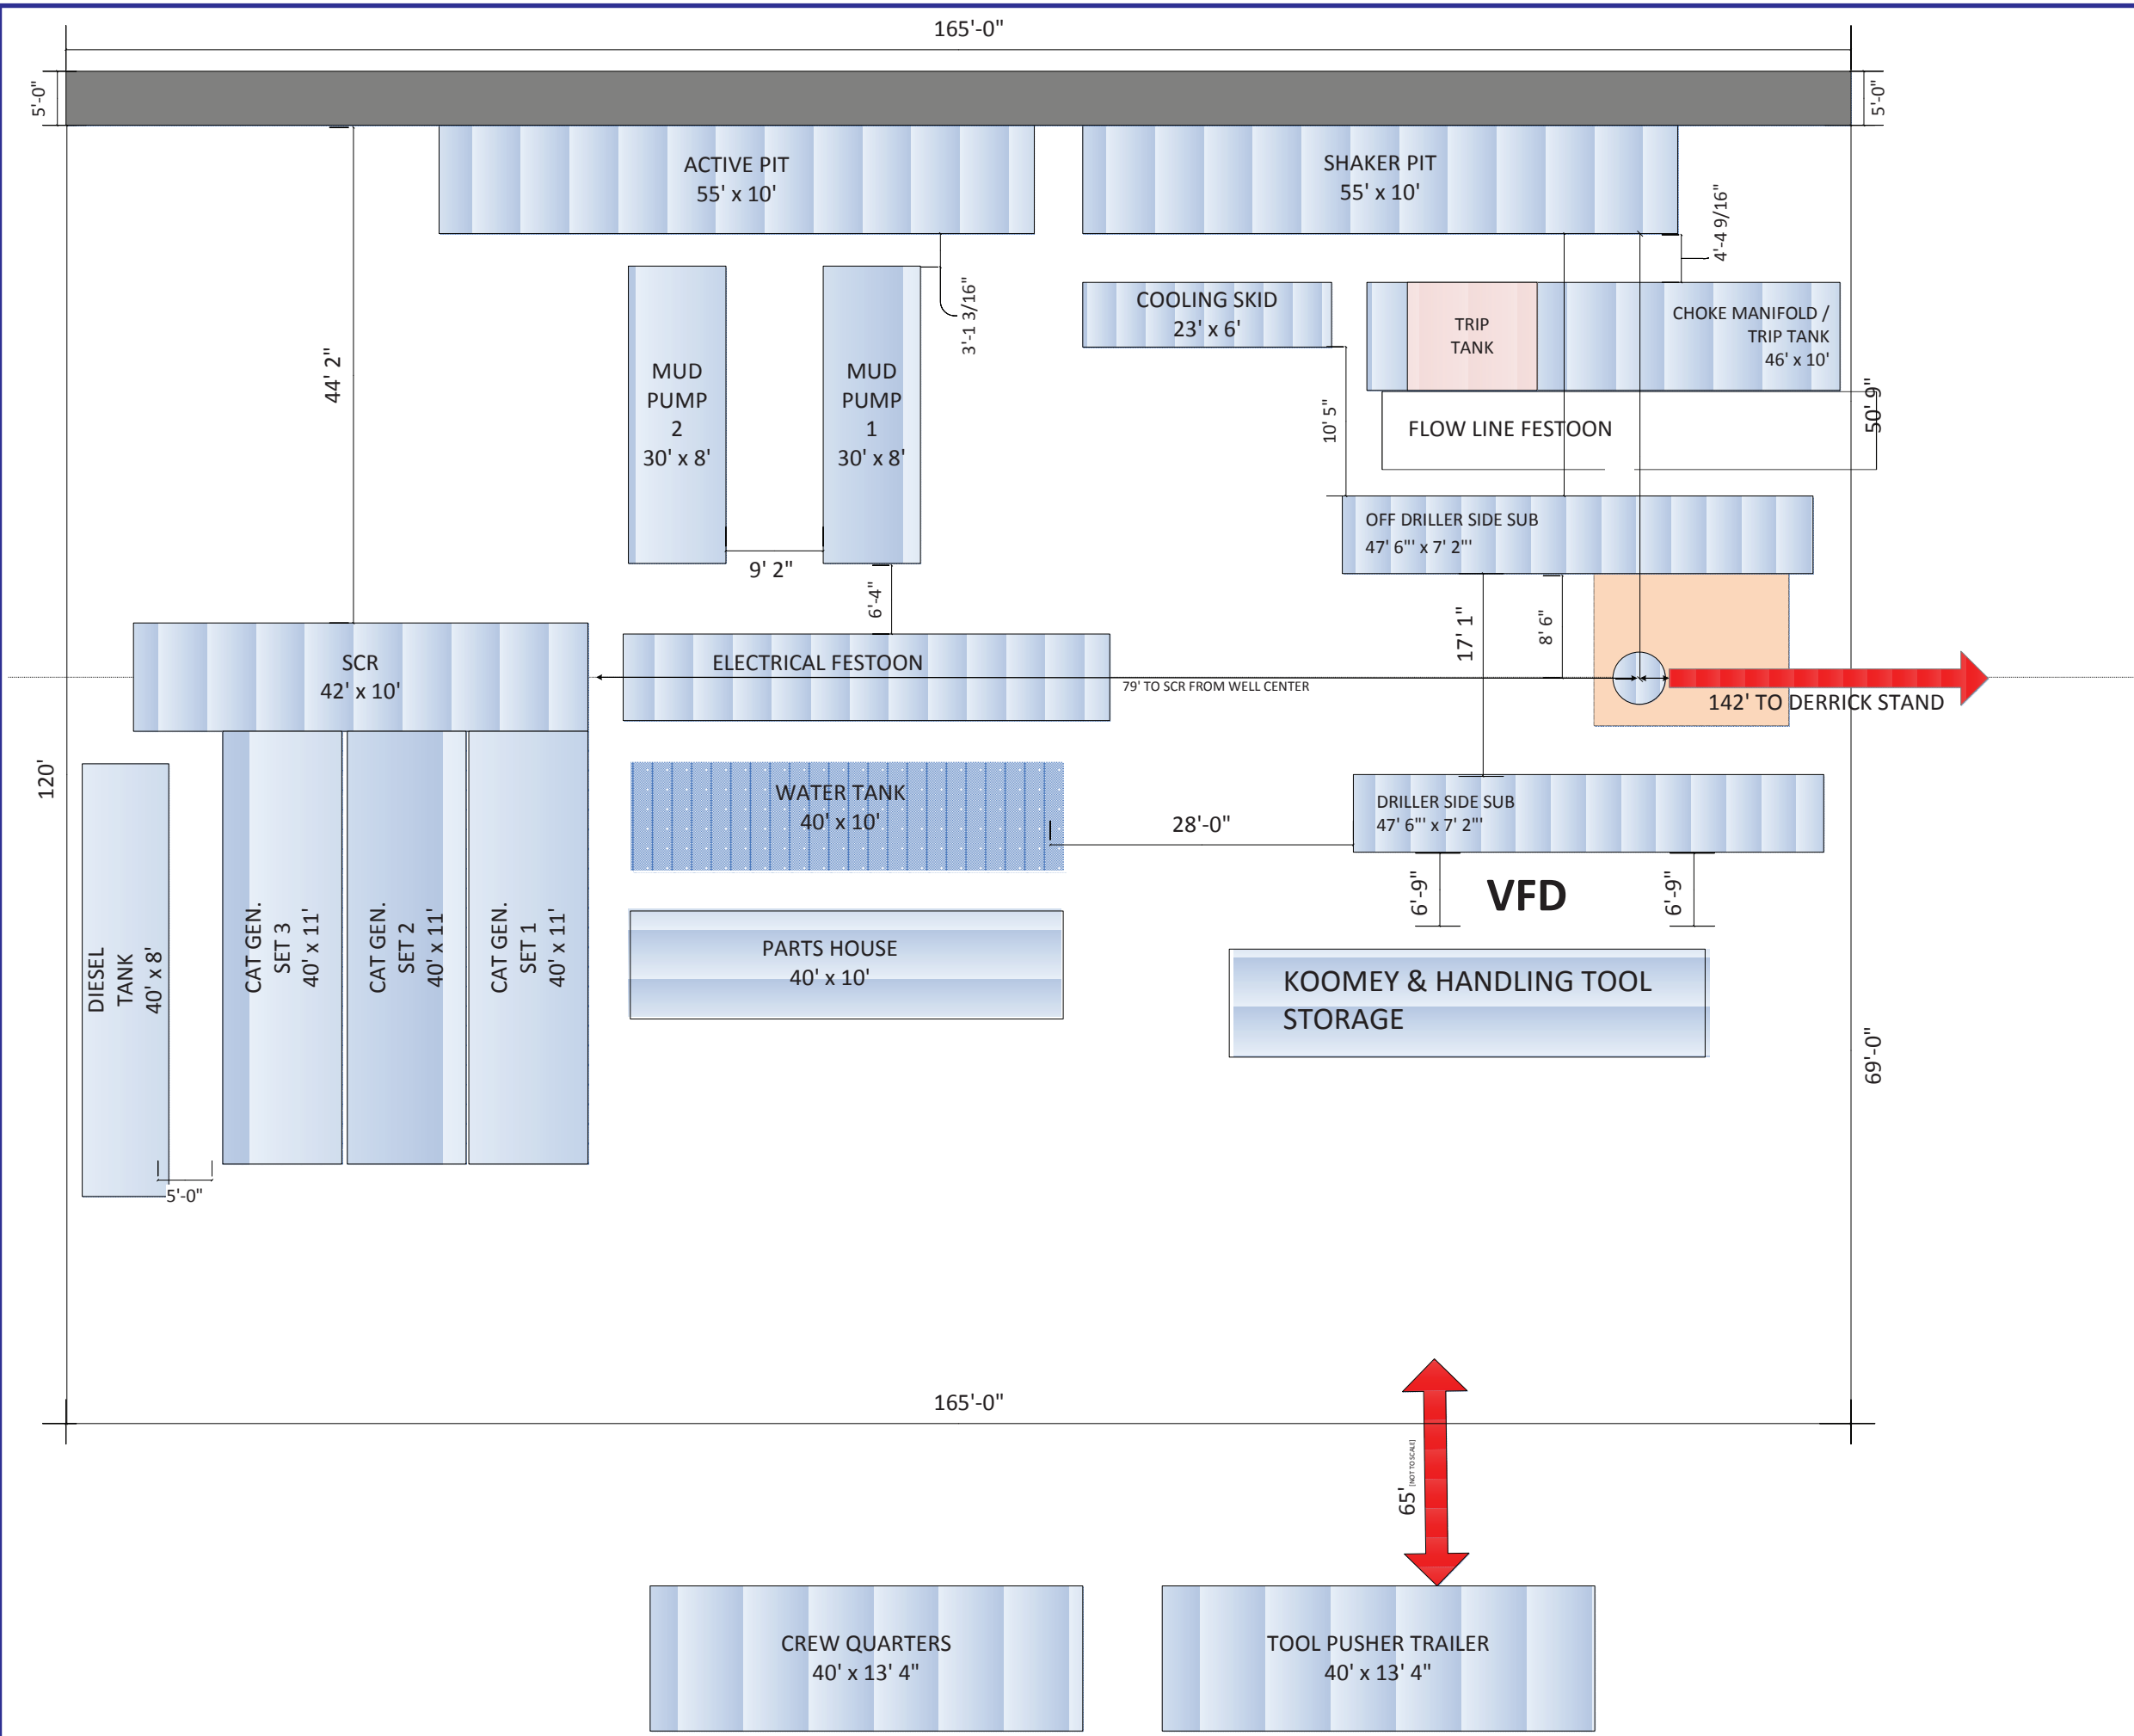 165'-0"
5'-0"
5'-0"
ACTIVE PIT
55' x 10'
SHAKER PIT
55' x 10'
4'-4 9/16"
44' 2"
3'-1 3/16"
COOLING SKID
23' x 6'
TRIP
TANK
CHOKE MANIFOLD /
TRIP TANK
46' x 10'
MUD
PUMP
2
30' x 8'
MUD
PUMP
1
30' x 8'
10' 5"
FLOW LINE FESTOON
50' 9"
OFF DRILLER SIDE SUB
47' 6"' x 7' 2"'
9' 2"
6'-4"
17' 1"
8' 6"
SCR
42' x 10'
ELECTRICAL FESTOON
79' TO SCR FROM WELL CENTER
142' TO DERRICK STAND
120'
WATER TANK
40' x 10'
28'-0"
DRILLER SIDE SUB
47' 6"' x 7' 2"'
6'-9"
VFD
6'-9"
DIESEL
TANK
40' x 8'
CAT GEN.
SET 3
40' x 11'
CAT GEN.
SET 2
40' x 11'
CAT GEN.
SET 1
40' x 11'
PARTS HOUSE
40' x 10'
KOOMEY & HANDLING TOOL
STORAGE
69'-0"
5'-0"
165'-0"
65' [NOT TO SCALE]
CREW QUARTERS
40' x 13' 4"
TOOL PUSHER TRAILER
40' x 13' 4"